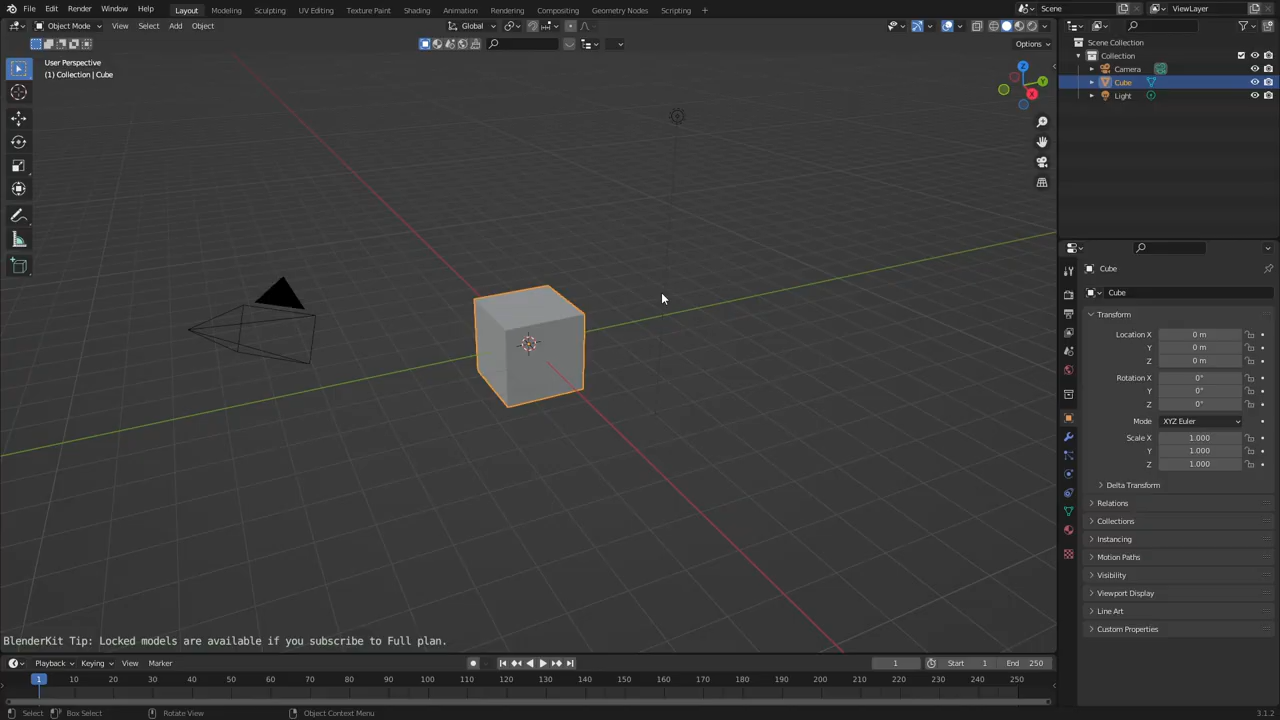 File Edit Render Window Help Layout Modeling Sculpting UV Editing Texture Paint Shading Animation Rendering Compositing Geometry Nodes Scripting + Scene ViewLayer
Object Mode View Select Add Object Global
Options
User Perspective
(1) Collection | Cube
Z
Y
X
Scene Collection
Collection
Camera
Cube
Light
Cube
Cube
Transform
Location X 0 m
Y 0 m
Z 0 m
Rotation X 0°
Y 0°
Z 0°
Mode XYZ Euler
Scale X 1.000
Y 1.000
Z 1.000
Delta Transform
Relations
Collections
Instancing
Motion Paths
Visibility
Viewport Display
Line Art
Custom Properties
BlenderKit Tip: Locked models are available if you subscribe to Full plan.
Playback Keying View Marker 1 Start 1 End 250
1 10 20 30 40 50 60 70 80 90 100 110 120 130 140 150 160 170 180 190 200 210 220 230 240 250
Select Box Select Rotate View Object Context Menu 3.1.2